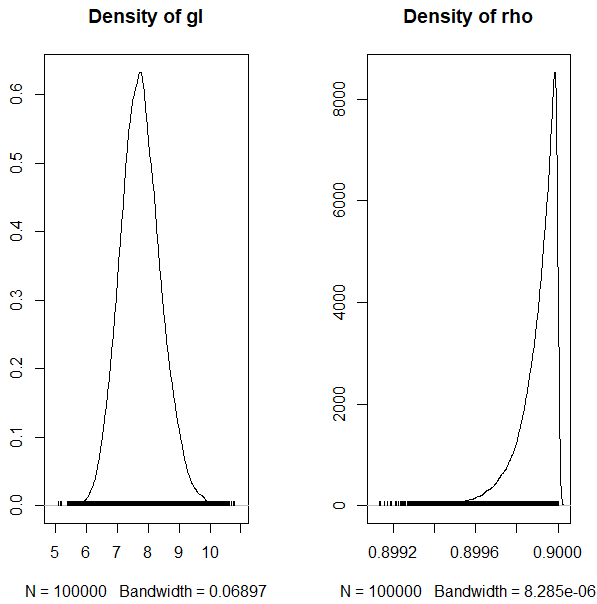 Density of gl
0.6
0.5
0.4
0.3
0.2
0.1
0.0
5 6 7 8 9 10
N = 100000 Bandwidth = 0.06897
Density of rho
8000
6000
4000
2000
0
0.8992 0.8996 0.9000
N = 100000 Bandwidth = 8.285e-06